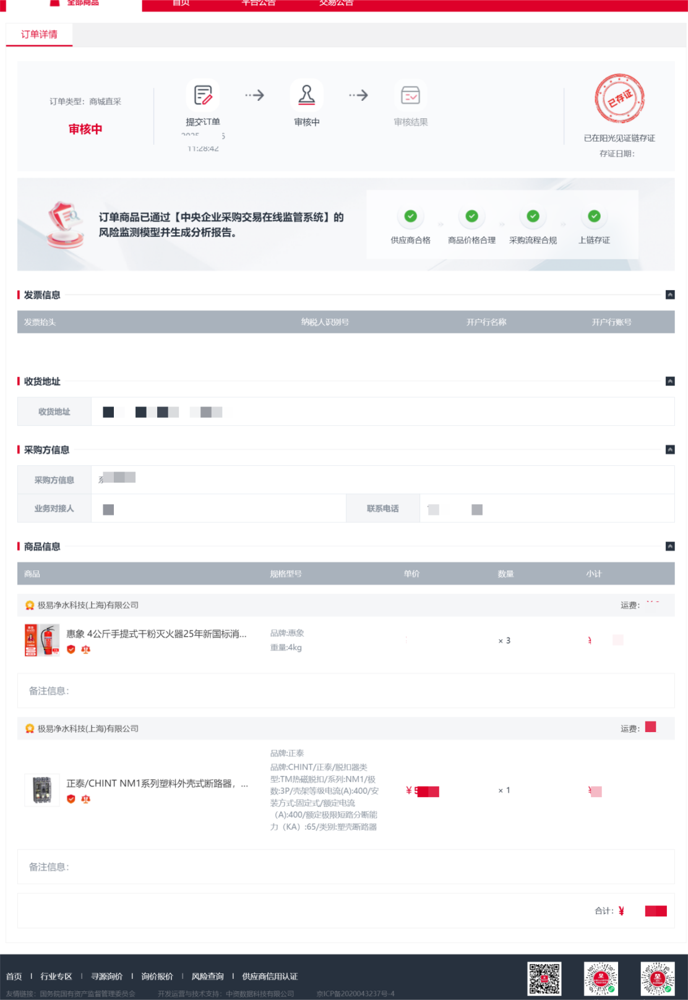 全部商品
首页
平台公告
交易公告
订单详情
订单类型：商城直采
审核中
提交订单
11:28:42
审核中
审核结果
已存证
已在阳光见证链存证
存证日期：
订单商品已通过【中央企业采购交易在线监管系统】的
风险监测模型并生成分析报告。
供应商合格
商品价格合理
采购流程合规
上链存证
发票信息
发票抬头 纳税人识别号 开户行名称 开户行账号
收货地址
收货地址
采购方信息
采购方信息
业务对接人
联系电话
商品信息
商品 规格型号 单价 数量 小计
极易净水科技(上海)有限公司 运费：
惠象 4公斤手提式干粉灭火器25年新国标消...
品牌:惠象
重量:4kg
× 3
¥
备注信息：
极易净水科技(上海)有限公司 运费：
正泰/CHINT NM1系列塑料外壳式断路器，...
品牌:正泰
品牌:CHINT/正泰/脱扣器类
型:TM热磁脱扣/系列:NM1/极
数:3P/壳架等级电流(A):400/安
装方式:固定式/额定电流
（A):400/额定极限短路分断能
力（KA）:65/类别:塑壳断路器
¥
× 1
备注信息：
合计：¥
首页 | 行业专区 | 寻源询价 | 询价报价 | 风险查询 | 供应商信用认证
友情链接：国务院国有资产监督管理委员会 开发运营与技术支持：中资数据科技有限公司 京ICP备2020043237号-4